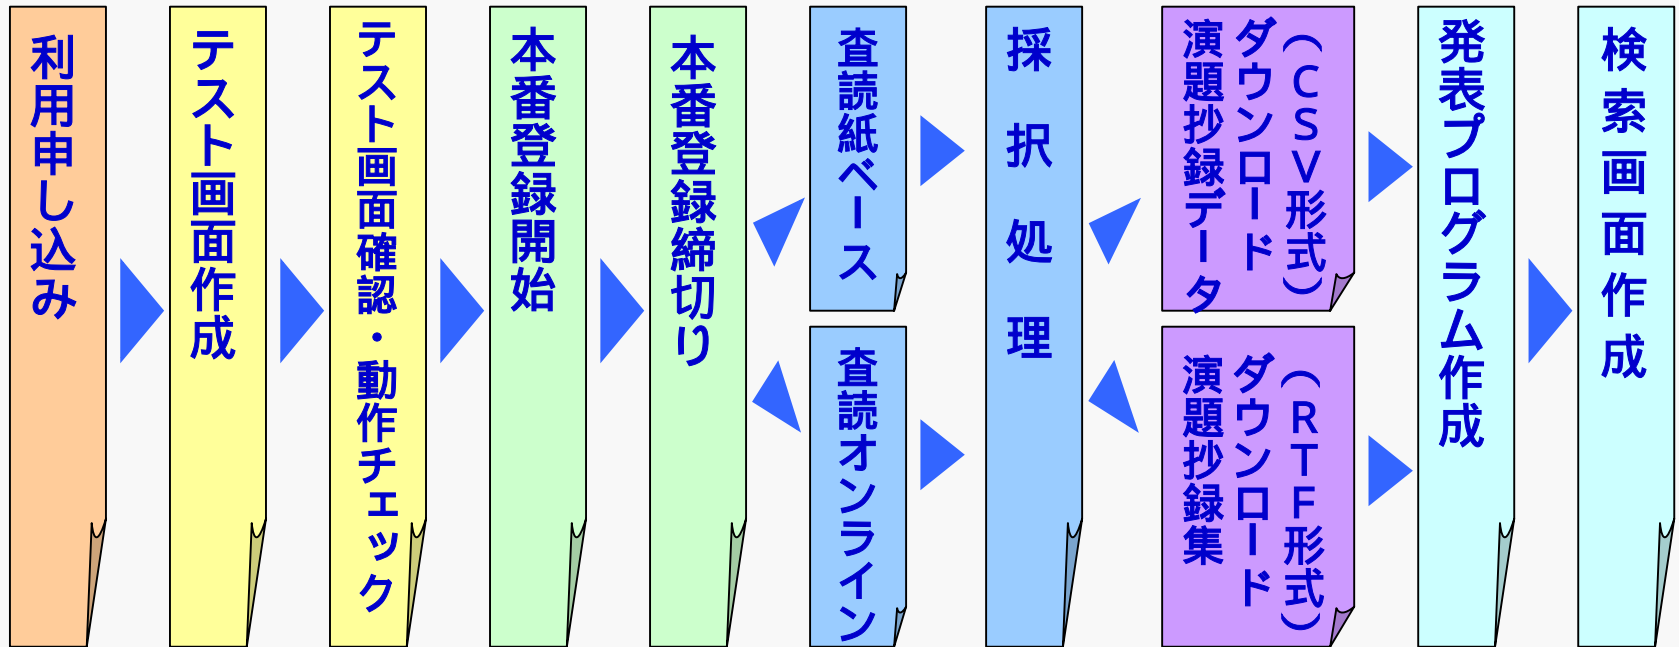 利用申し込み
テスト画面作成
テスト画面確認・動作チェック
本番登録開始
本番登録締切り
査読紙ベース
査読オンライン
採択処理
演題抄録データ
ダウンロード
（ＣＳＶ形式）
演題抄録集
ダウンロード
（ＲＴＦ形式）
発表プログラム作成
検索画面作成